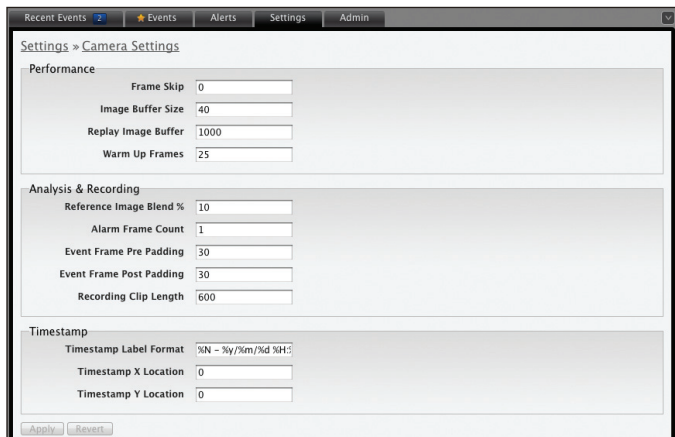 Recent Events 2 Events Alerts Settings Admin
Settings » Camera Settings
Performance
Frame Skip 0
Image Buffer Size 40
Replay Image Buffer 1000
Warm Up Frames 25
Analysis & Recording
Reference Image Blend % 10
Alarm Frame Count 1
Event Frame Pre Padding 30
Event Frame Post Padding 30
Recording Clip Length 600
Timestamp
Timestamp Label Format %N - %y/%m/%d %H:
Timestamp X Location 0
Timestamp Y Location 0
Apply Revert